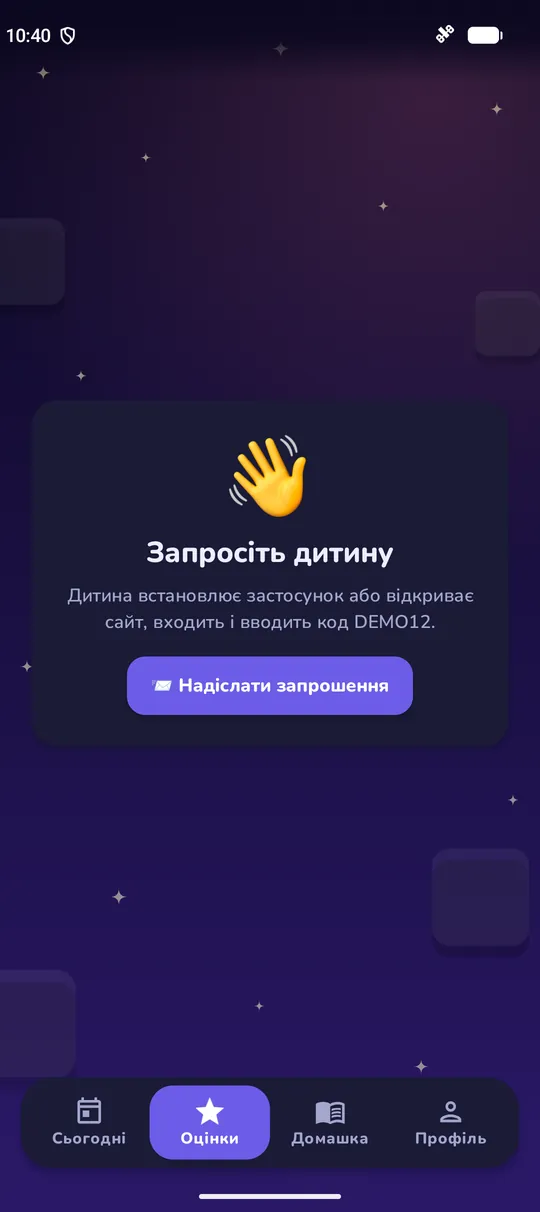 10:40
Запросіть дитину
Дитина встановлює застосунок або відкриває
сайт, входить і вводить код DEMO12.
Надіслати запрошення
Сьогодні
Оцінки
Домашка
Профіль